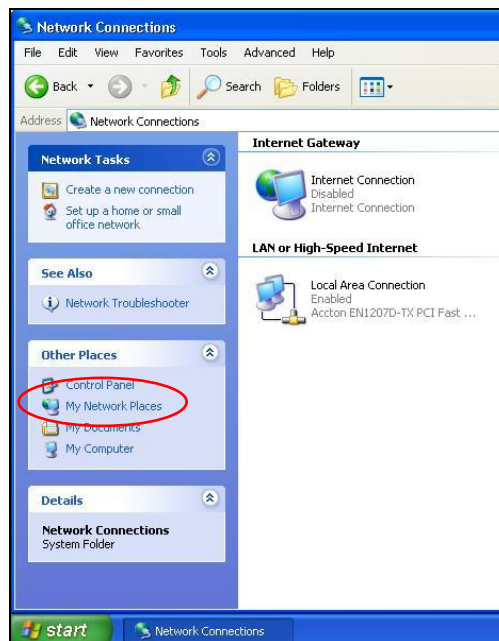 Network Connections
File Edit View Favorites Tools Advanced Help
Back Search Folders
Address Network Connections
Network Tasks
Create a new connection
Set up a home or small
office network
See Also
Network Troubleshooter
Other Places
Control Panel
My Network Places
My Documents
My Computer
Details
Network Connections
System Folder
Internet Gateway
Internet Connection
Disabled
Internet Connection
LAN or High-Speed Internet
Local Area Connection
Enabled
Accton EN1207D-TX PCI Fast ...
start Network Connections